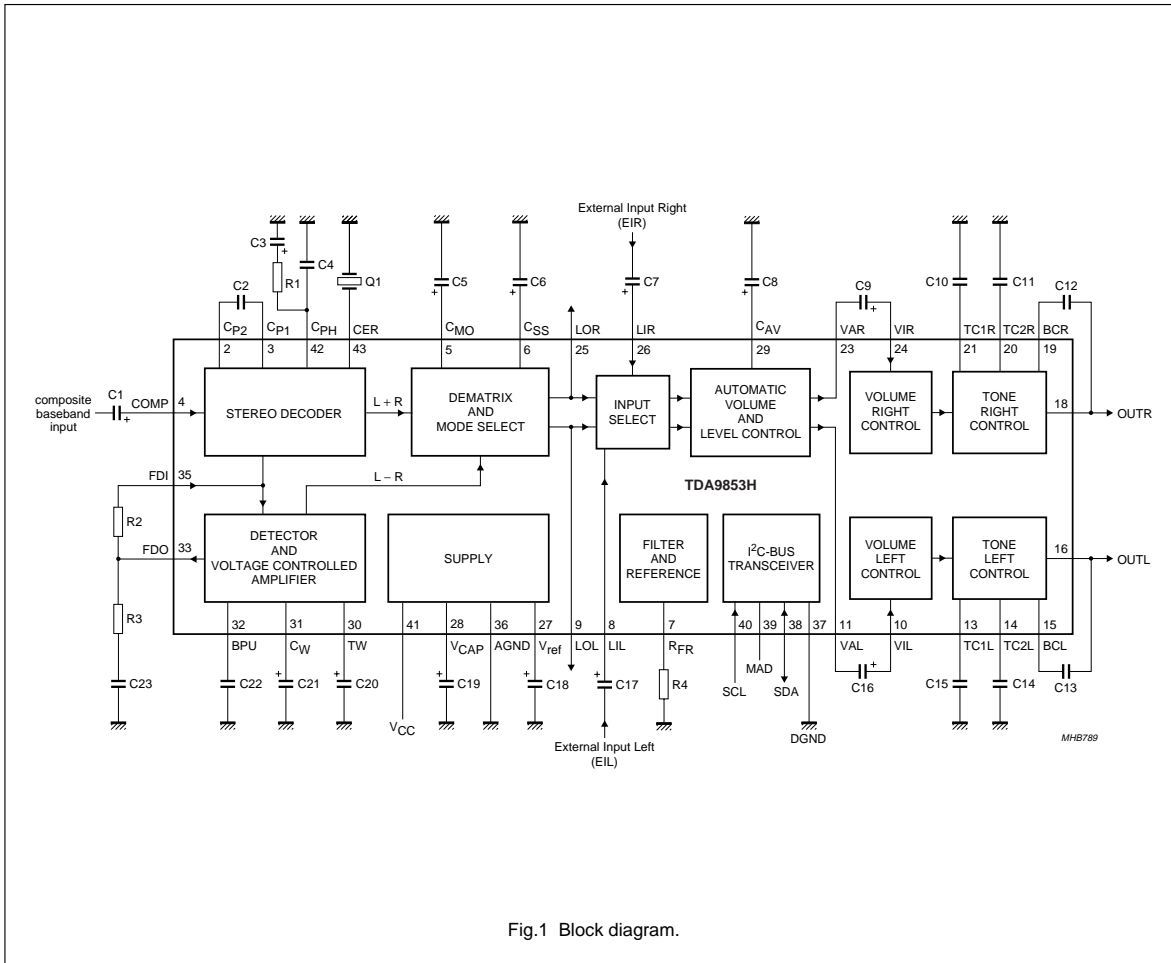 External Input Right
(EIR)
C3
C4
R1
Q1
C5
C6
C7
C8
C10
C11
C2
C9
C12
CP2
CP1
CPH
CER
CMO
CSS
LOR
LIR
CAV
VAR
VIR
TC1R
TC2R
BCR
2
3
42
43
5
6
25
26
29
23
24
21
20
19
composite
baseband
input
C1
COMP
4
STEREO DECODER
L + R
DEMATRIX
AND
MODE SELECT
INPUT
SELECT
AUTOMATIC
VOLUME
AND
LEVEL CONTROL
VOLUME
RIGHT
CONTROL
TONE
RIGHT
CONTROL
18
OUTR
FDI
35
L − R
TDA9853H
R2
FDO
33
DETECTOR
AND
VOLTAGE CONTROLLED
AMPLIFIER
SUPPLY
FILTER
AND
REFERENCE
I2C-BUS
TRANSCEIVER
VOLUME
LEFT
CONTROL
TONE
LEFT
CONTROL
16
OUTL
R3
32
31
30
41
28
36
27
9
8
7
40
39
38
37
11
10
13
14
15
BPU
CW
TW
VCAP
AGND
Vref
LOL
LIL
RFR
MAD
VAL
VIL
TC1L
TC2L
BCL
C23
C22
C21
C20
C19
C18
C17
R4
SCL
SDA
C16
C15
C14
C13
VCC
DGND
External Input Left
(EIL)
MHB789
Fig.1 Block diagram.